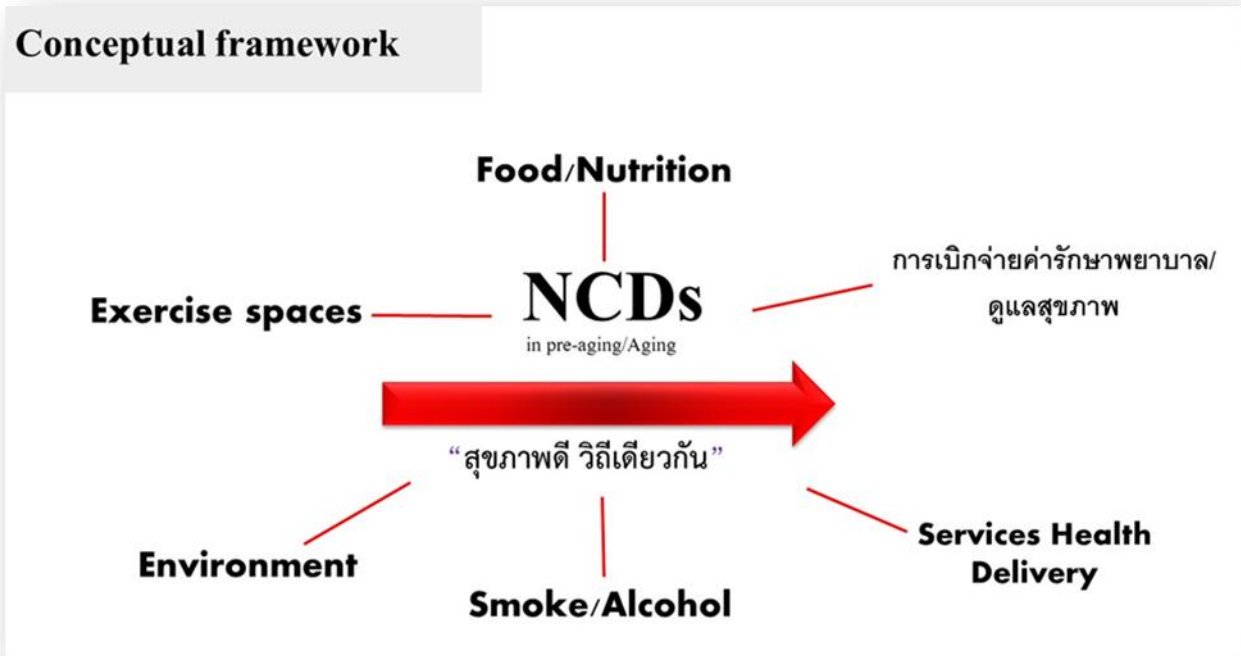 Conceptual framework
Food/Nutrition
การเบิกจ่ายค่ารักษาพยาบาล/
ดูแลสุขภาพ
Exercise spaces
NCDs
in pre-aging/Aging
“สุขภาพดี วิถีเดียวกัน”
Environment
Smoke/Alcohol
Services Health
Delivery